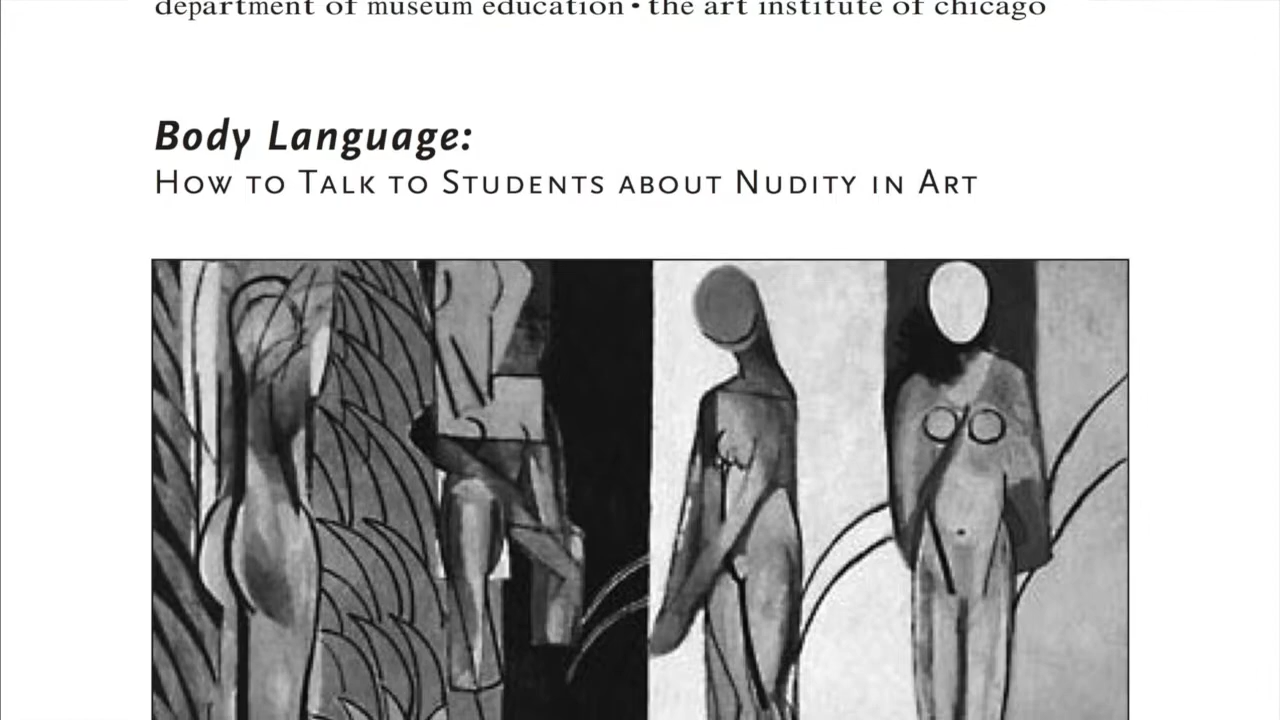 department of museum education • the art institute of chicago
Body Language:
How to Talk to Students about Nudity in Art